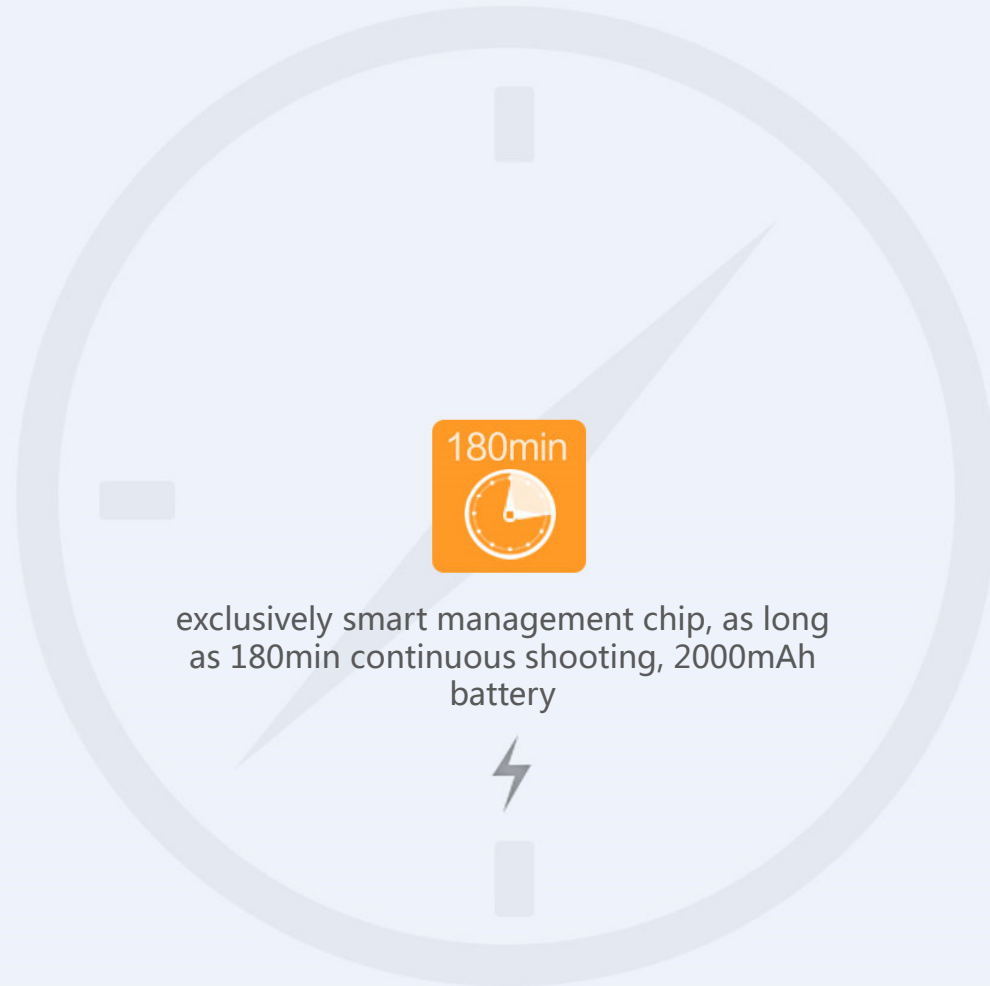 180min
exclusively smart management chip, as long
as 180min continuous shooting, 2000mAh
battery